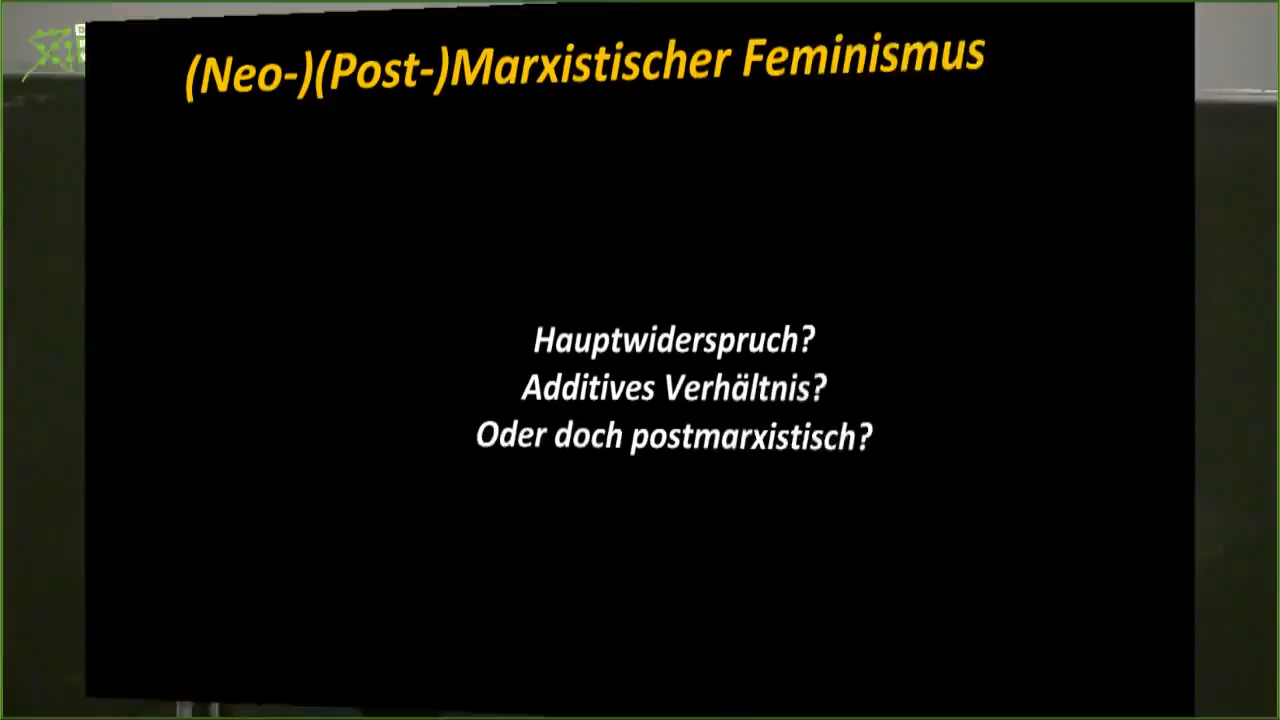 (Neo-)(Post-)Marxistischer Feminismus
Hauptwiderspruch?
Additives Verhältnis?
Oder doch postmarxistisch?